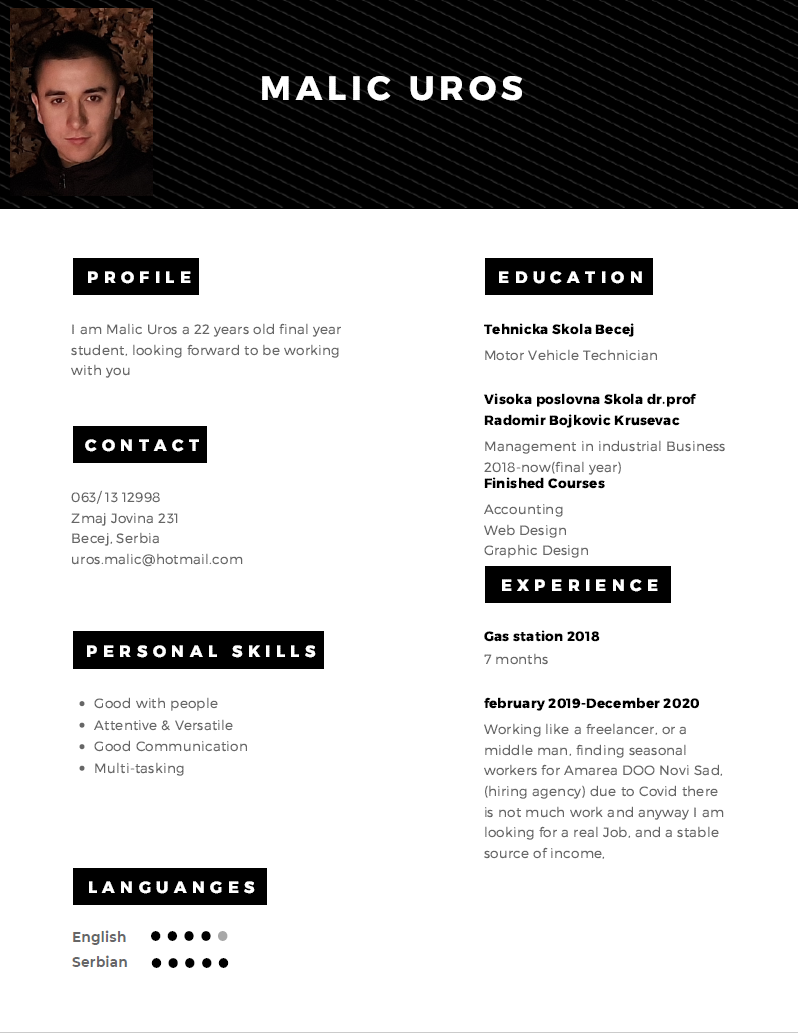 MALIC UROS
PROFILE
I am Malic Uros a 22 years old final year
student, looking forward to be working
with you
CONTACT
063/13 12998
Zmaj Jovina 231
Becej, Serbia
uros.malic@hotmail.com
PERSONAL SKILLS
• Good with people
• Attentive & Versatile
• Good Communication
• Multi-tasking
LANGUANGES
English
Serbian
EDUCATION
Tehnicka Skola Becej
Motor Vehicle Technician
Visoka poslovna Skola dr.prof
Radomir Bojkovic Krusevac
Management in industrial Business
2018-now(final year)
Finished Courses
Accounting
Web Design
Graphic Design
EXPERIENCE
Gas station 2018
7 months
february 2019-December 2020
Working like a freelancer, or a
middle man, finding seasonal
workers for Amarea DOO Novi Sad,
(hiring agency) due to Covid there
is not much work and anyway I am
looking for a real Job, and a stable
source of income,